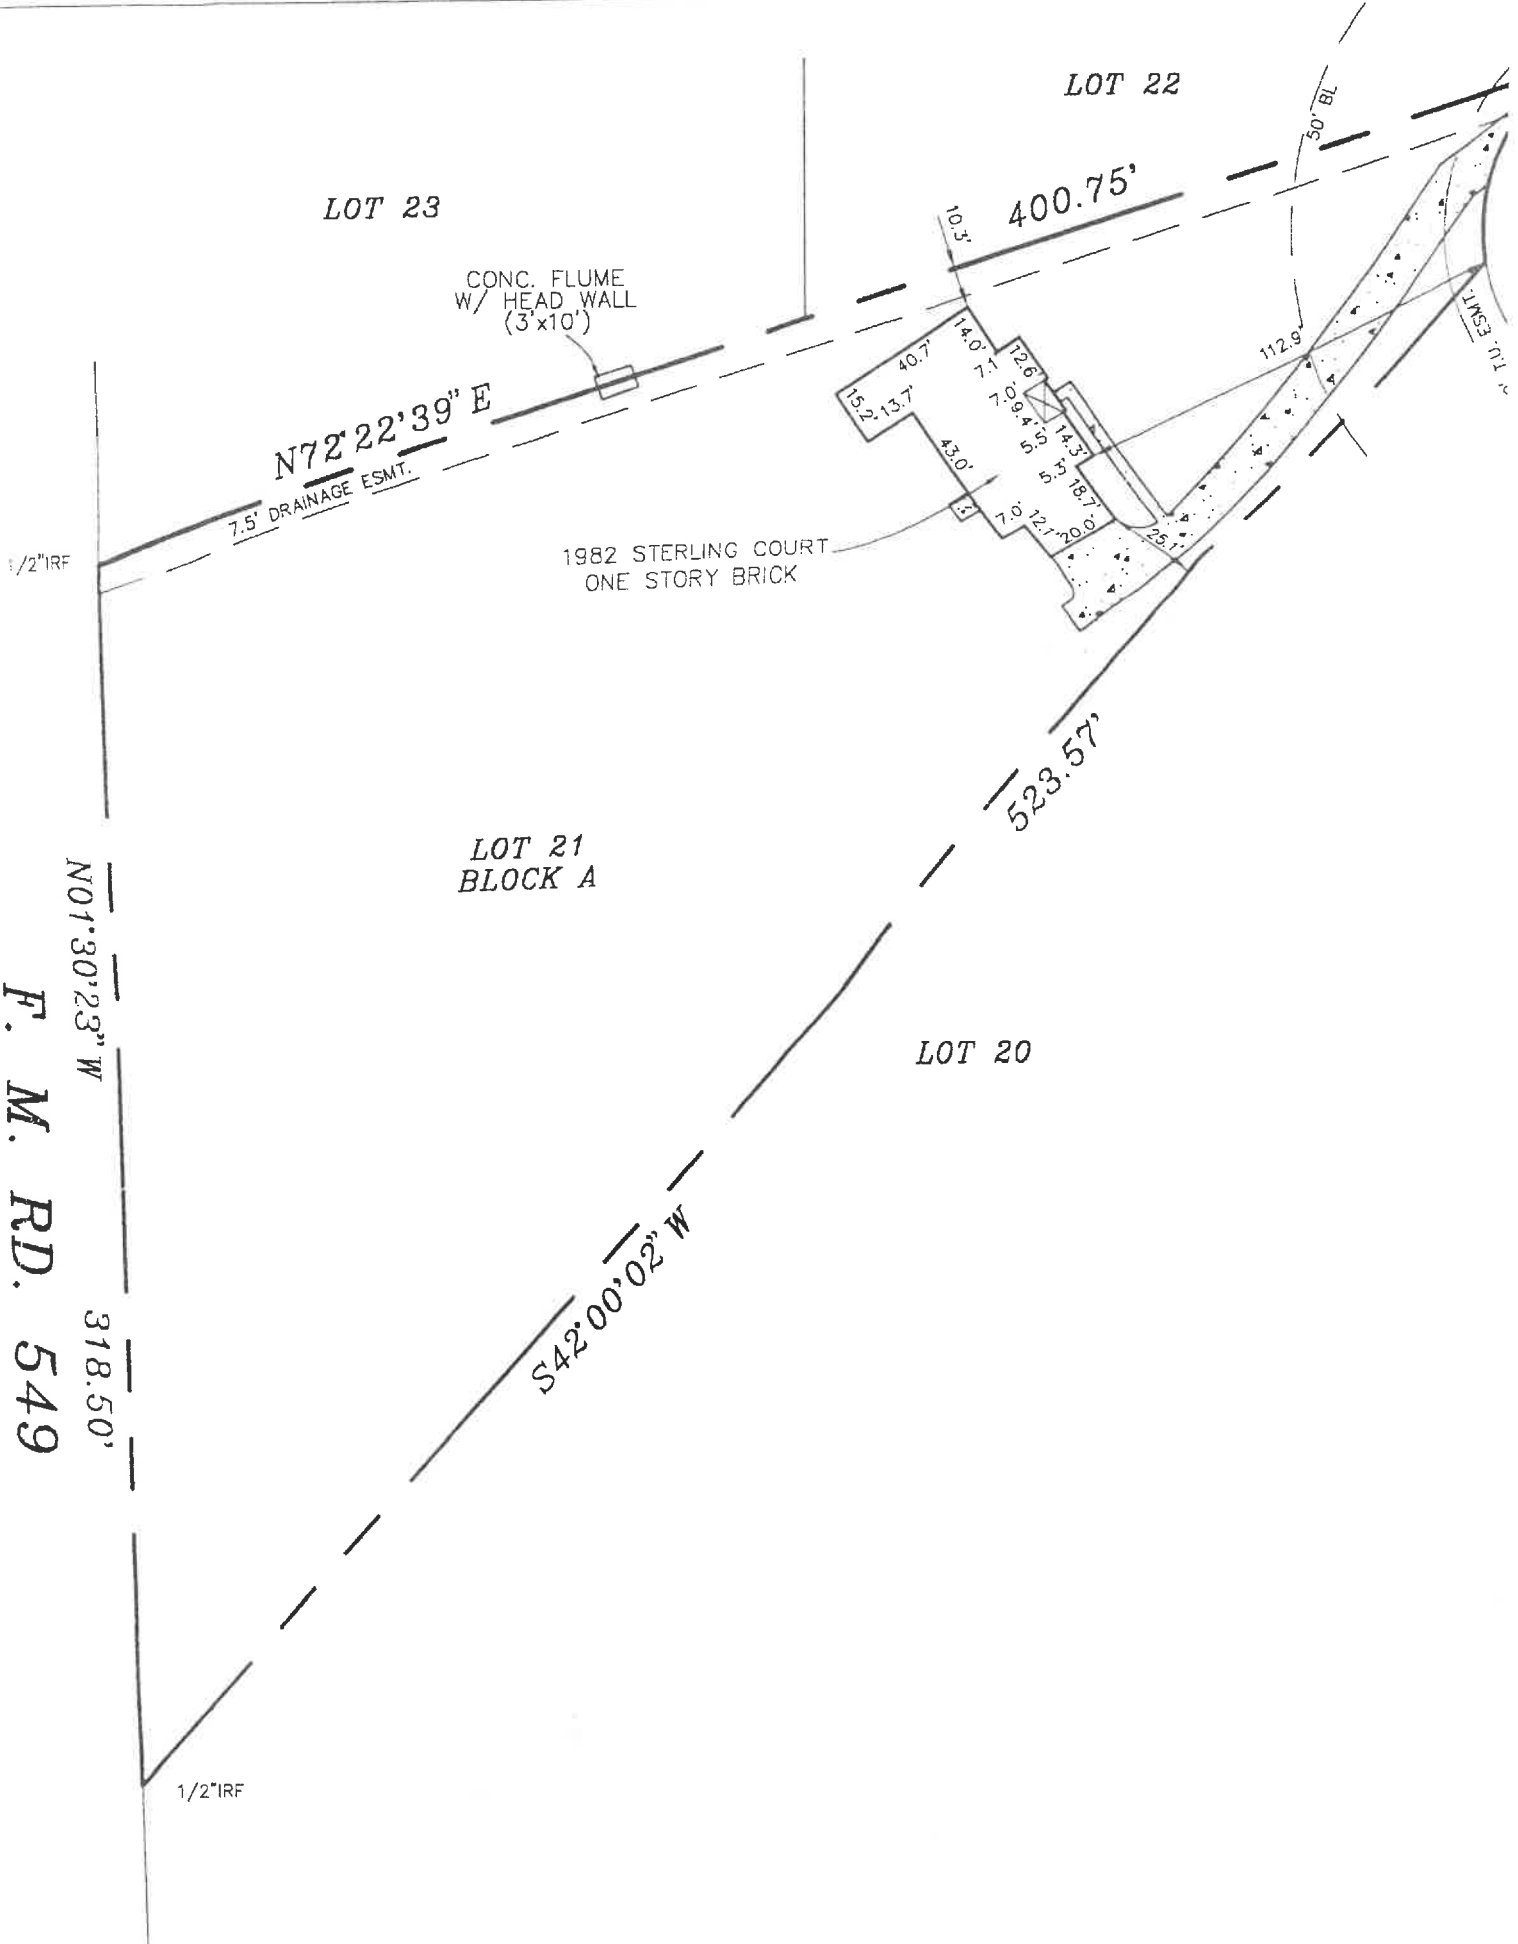 LOT 22
50' BL
LOT 23
400.75'
10.3'
CONC. FLUME
W/ HEAD WALL
(3'x10')
112.9'
U. ESMT.
14.0'
12.6'
40.7'
7.1
15.2'
13.7'
7.0'
9.4'
5.5'
14.3'
43.0'
5.3'
18.7'
N72°22'39" E
7.5' DRAINAGE ESMT.
7.0'
12.1'
20.0'
25.1'
1982 STERLING COURT
ONE STORY BRICK
1/2"IRF
523.57'
LOT 21
BLOCK A
N01°30'23" W
318.50'
F. M. RD. 549
LOT 20
S42°00'02" W
1/2"IRF